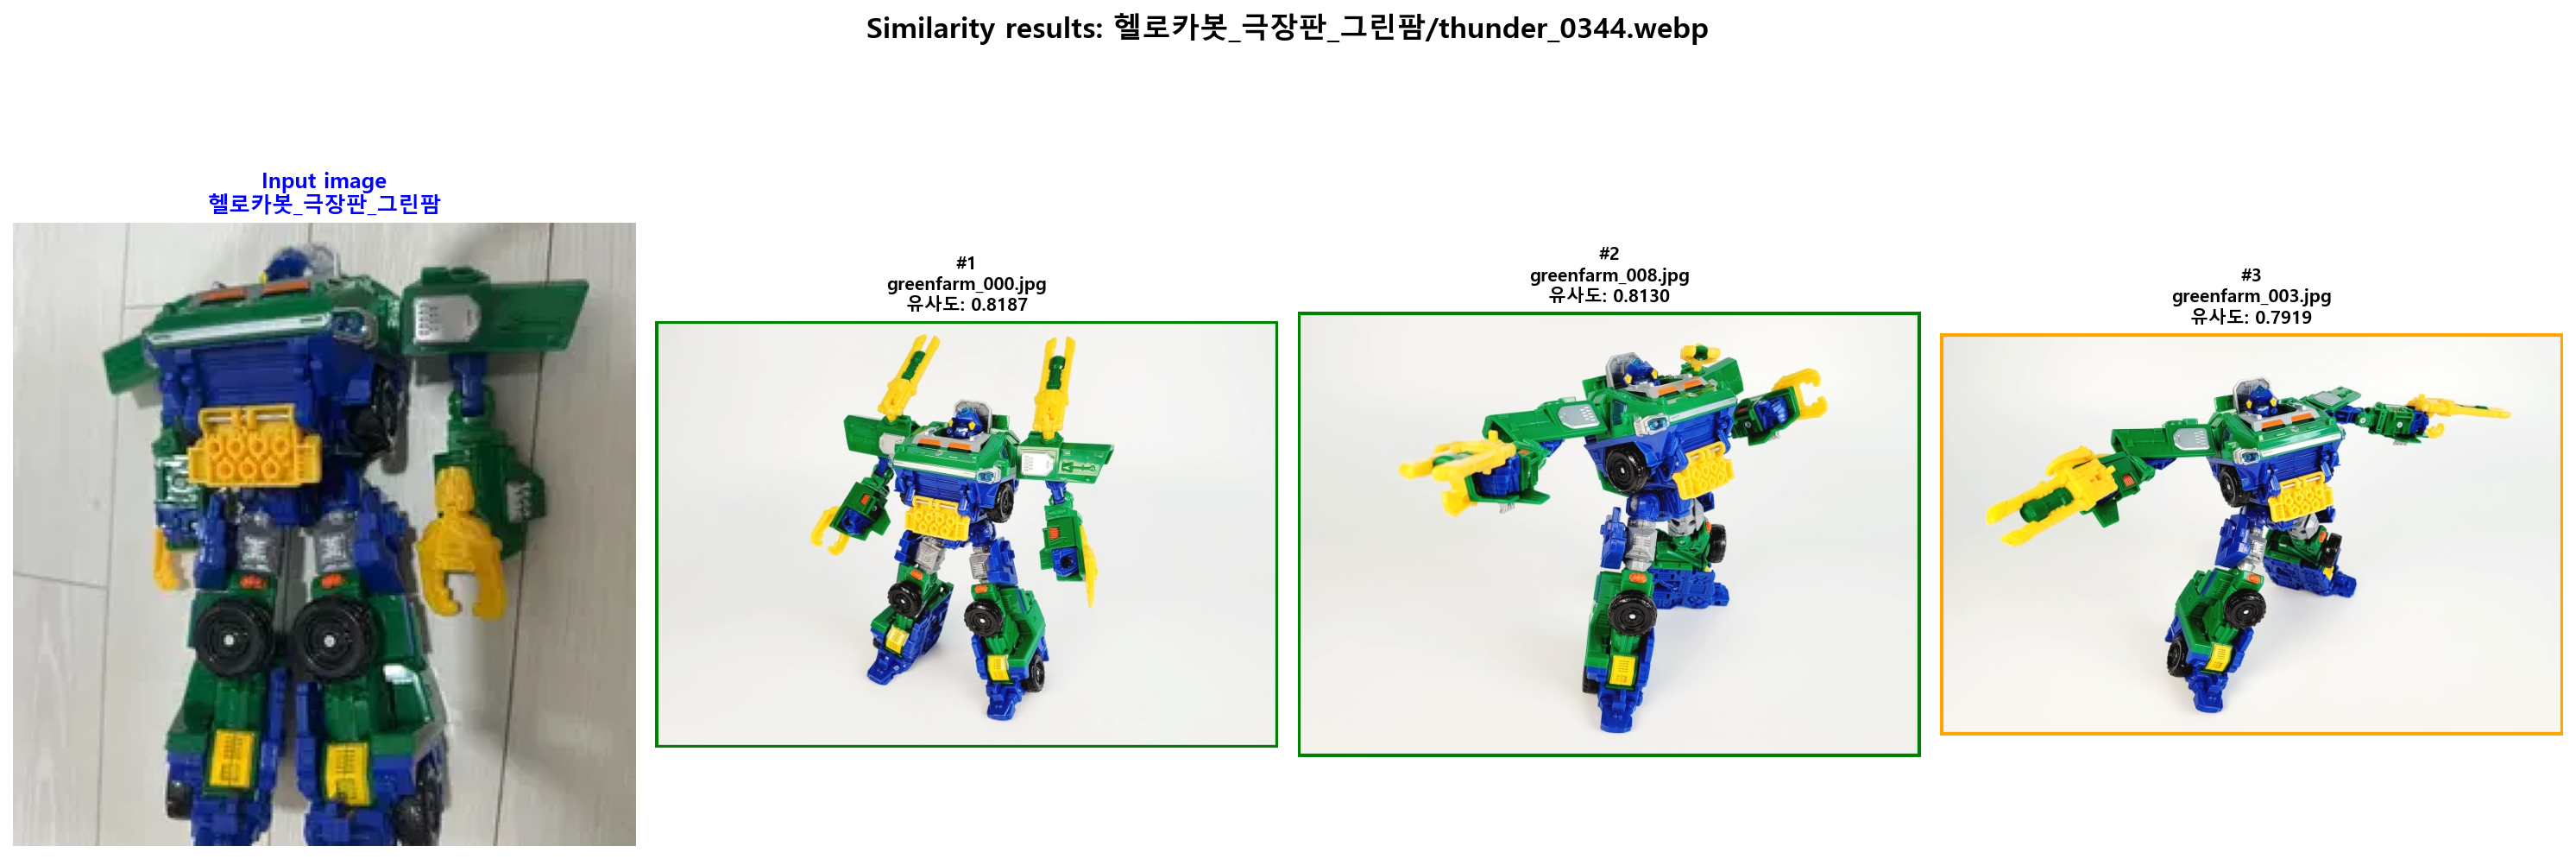 Similarity results: 헬로카봇_극장판_그린팜/thunder_0344.webp
Input image
헬로카봇_극장판_그린팜
#1
greenfarm_000.jpg
유사도: 0.8187
#2
greenfarm_008.jpg
유사도: 0.8130
#3
greenfarm_003.jpg
유사도: 0.7919